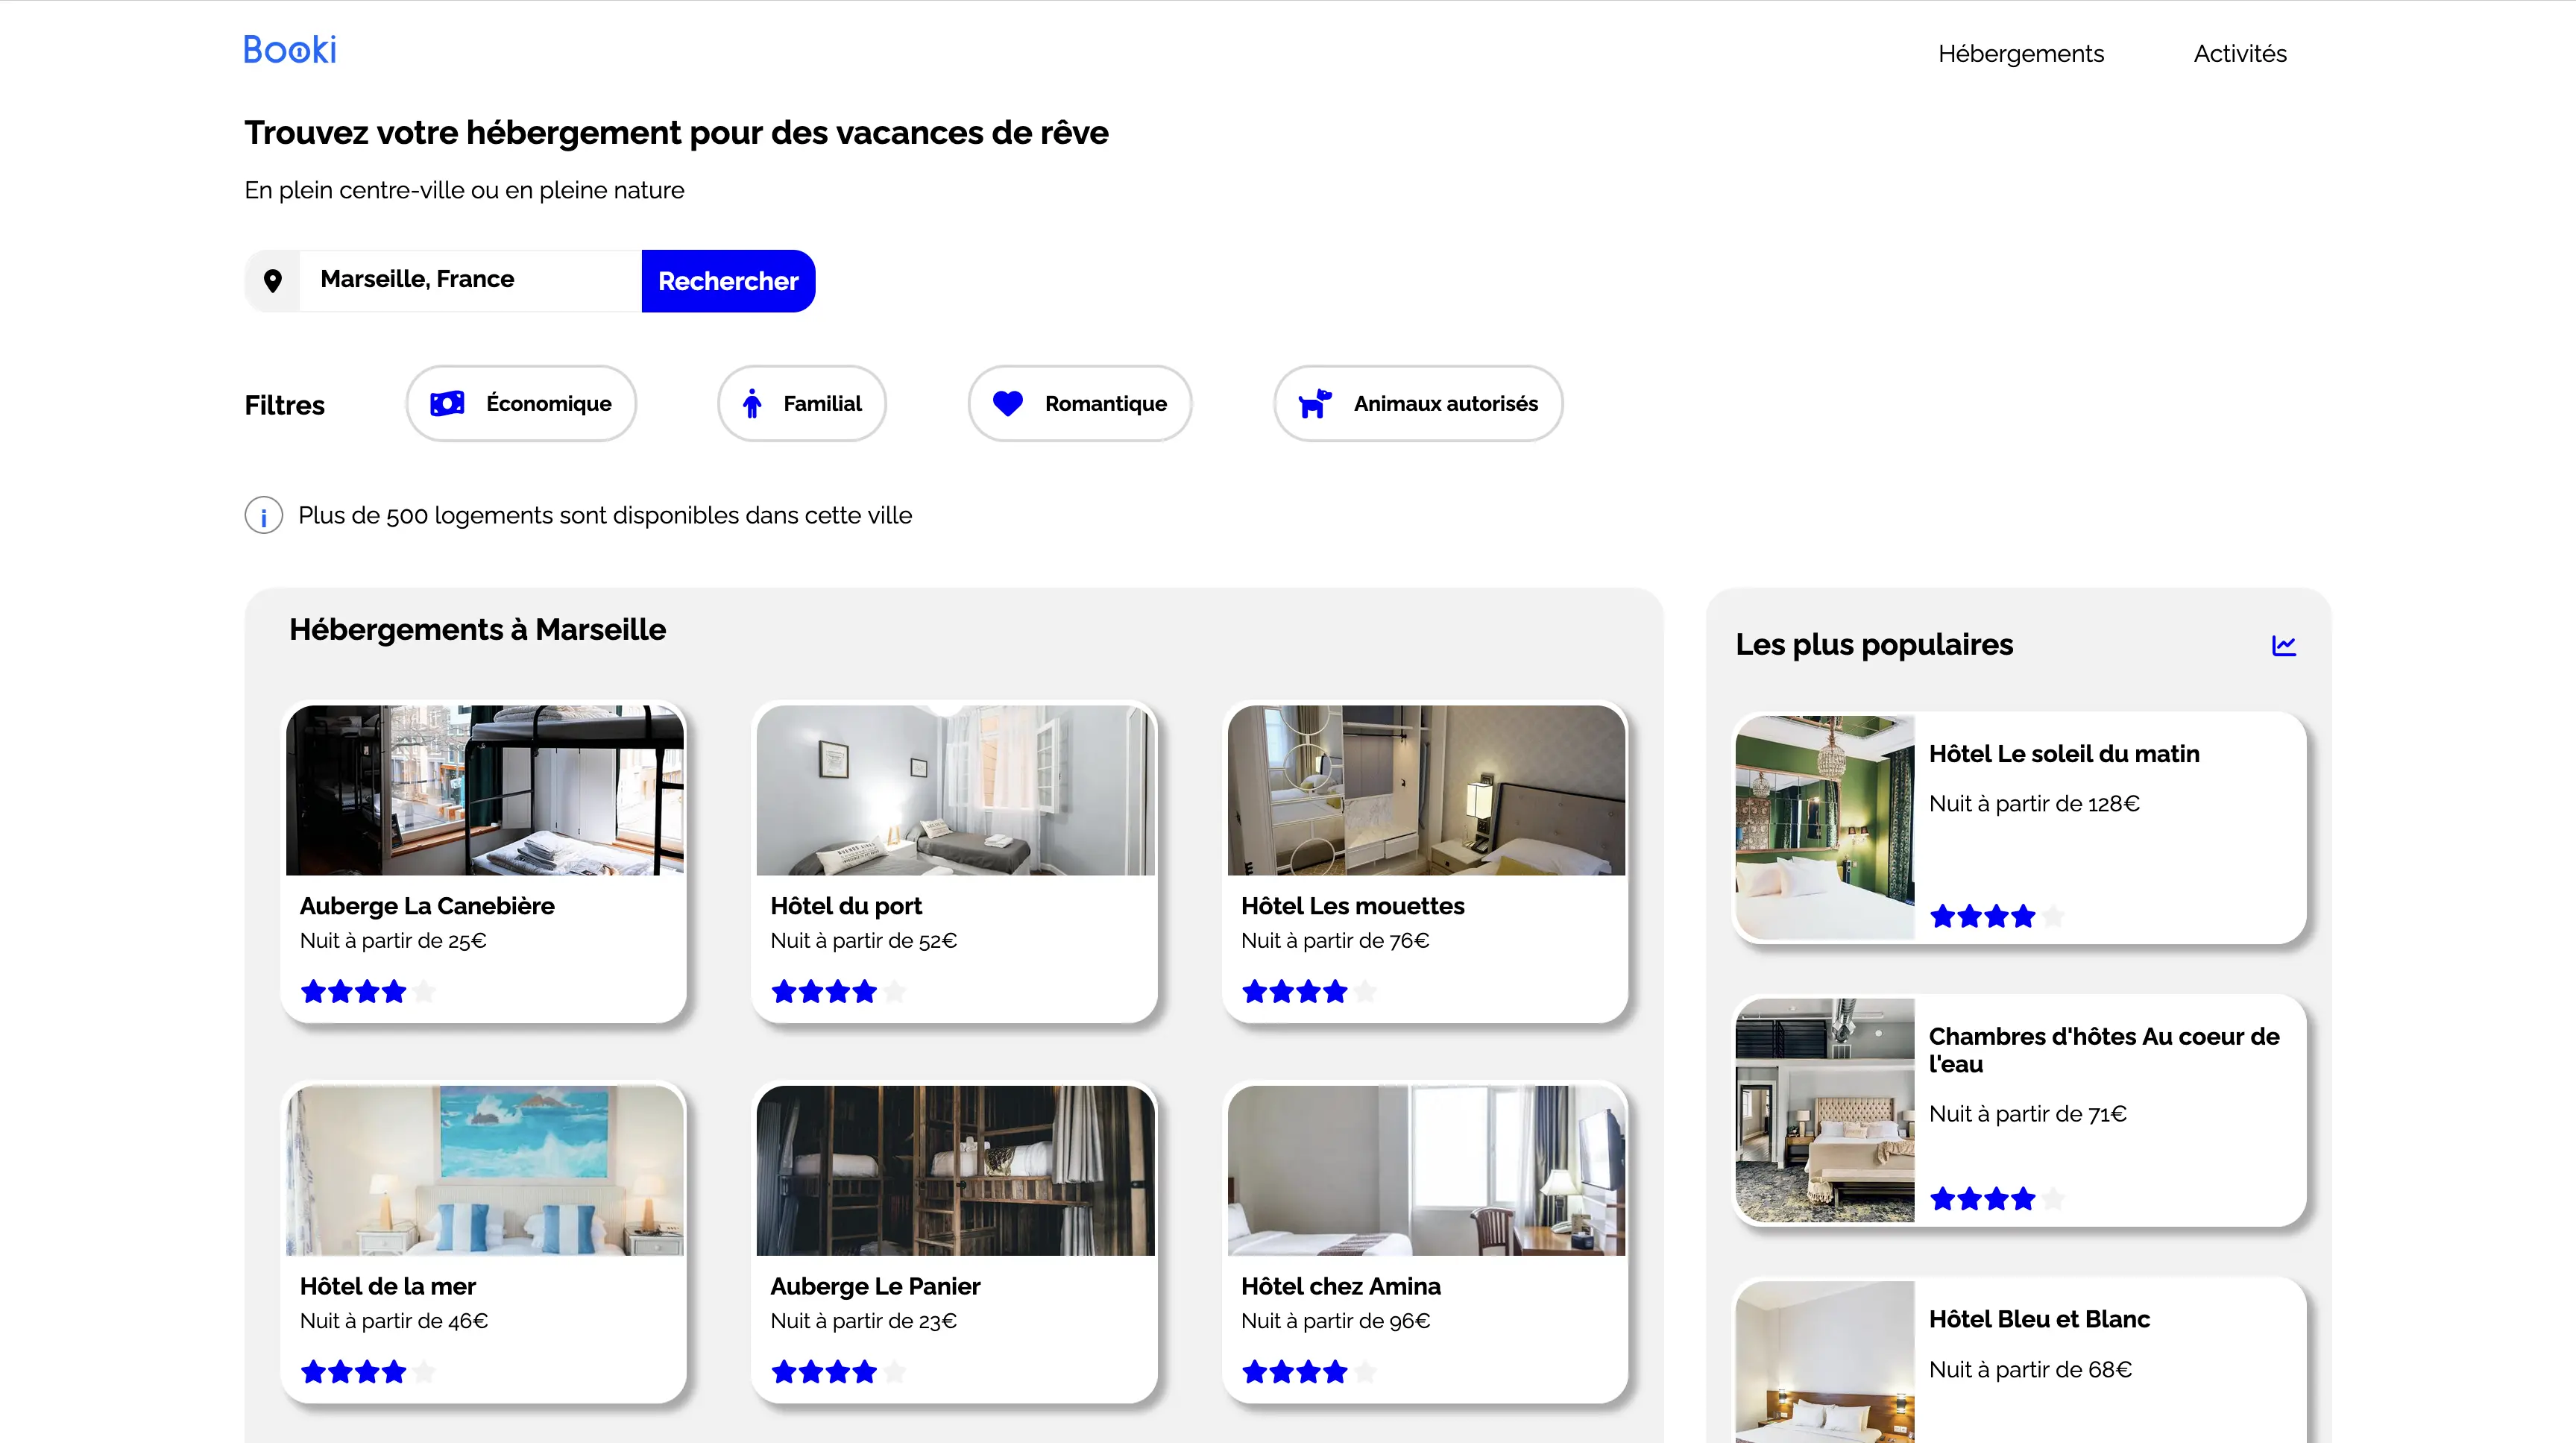 Booki
Hébergements
Activités
Trouvez votre hébergement pour des vacances de rêve
En plein centre-ville ou en pleine nature
Marseille, France
Rechercher
Filtres
Économique
Familial
Romantique
Animaux autorisés
i
Plus de 500 logements sont disponibles dans cette ville
Hébergements à Marseille
Auberge La Canebière
Nuit à partir de 25€
Hôtel du port
Nuit à partir de 52€
Hôtel Les mouettes
Nuit à partir de 76€
Hôtel de la mer
Nuit à partir de 46€
Auberge Le Panier
Nuit à partir de 23€
Hôtel chez Amina
Nuit à partir de 96€
Les plus populaires
Hôtel Le soleil du matin
Nuit à partir de 128€
Chambres d'hôtes Au coeur de
l'eau
Nuit à partir de 71€
Hôtel Bleu et Blanc
Nuit à partir de 68€